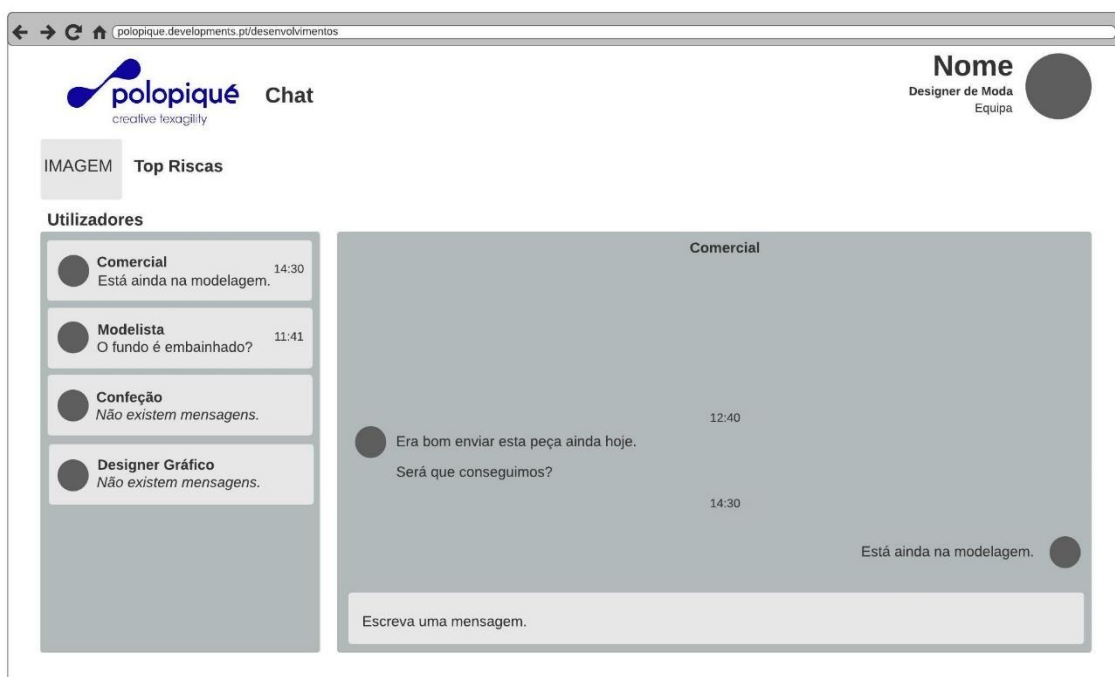 polopique.developments.pt/desenvolvimentos
polopiqué
creative texagility
Chat
Nome
Designer de Moda
Equipa
IMAGEM
Top Riscas
Utilizadores
Comercial
Está ainda na modelagem.
14:30
Modelista
O fundo é embainhado?
11:41
Confeção
Não existem mensagens.
Designer Gráfico
Não existem mensagens.
Comercial
12:40
Era bom enviar esta peça ainda hoje.
Será que conseguimos?
14:30
Está ainda na modelagem.
Escreva uma mensagem.